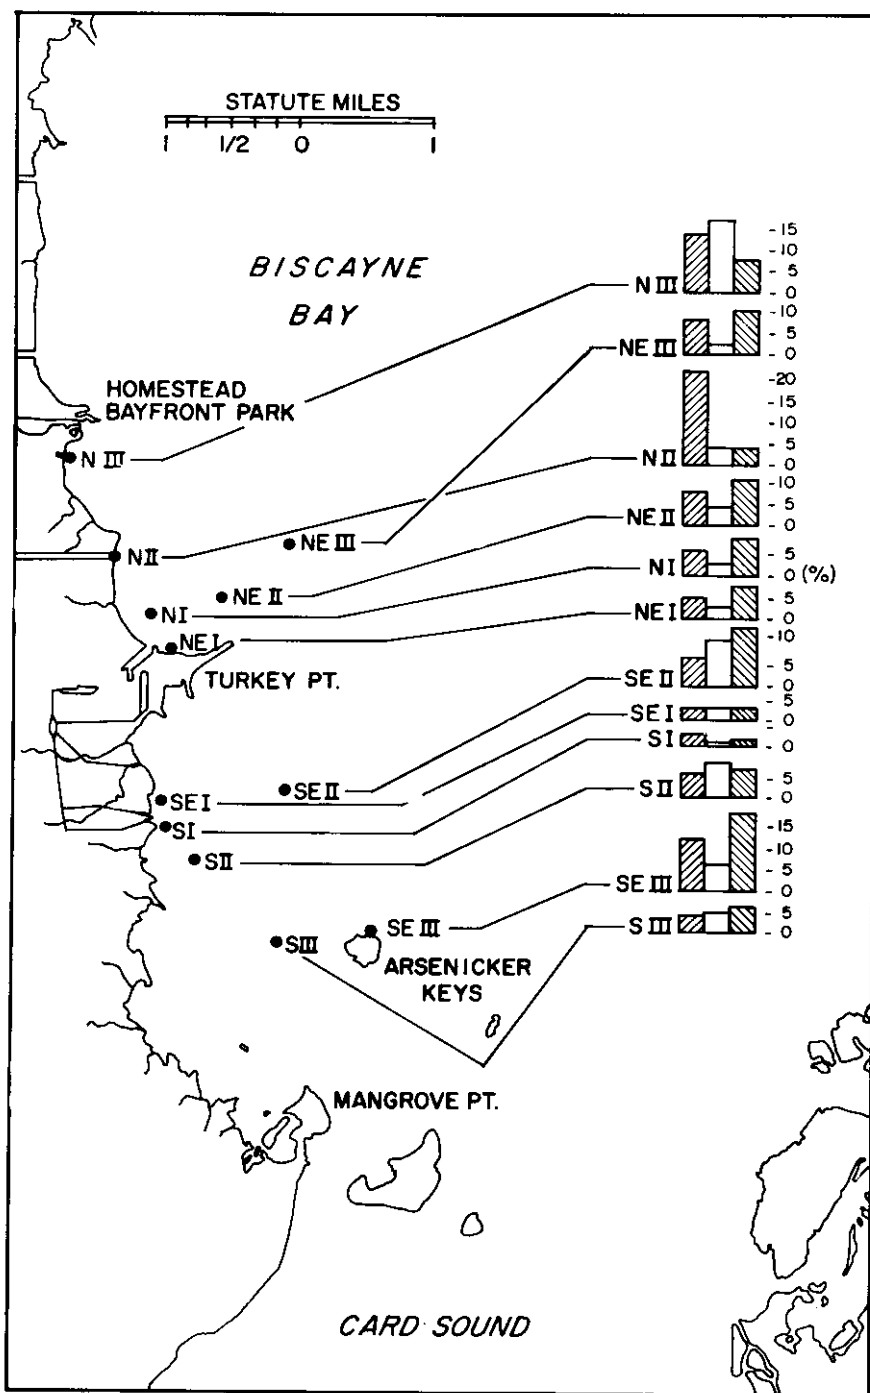 STATUTE MILES
1 1/2 0 1
BISCAYNE
BAY
HOMESTEAD
BAYFRONT PARK
N III
N II
NE III
NE II
N I
NE I
TURKEY PT.
SE I
SE II
S I
S II
S III
SE III
ARSENICKER
KEYS
MANGROVE PT.
CARD SOUND
N III
-15
-10
-5
-0
NE III
-10
-5
-0
N II
-20
-15
-10
-5
-0
NE II
-10
-5
-0
N I
-5
-0 (%)
NE I
-5
-0
SE II
-10
-5
-0
SE I
-5
-0
S I
-0
S II
-5
-0
SE III
-15
-10
-5
-0
S III
-5
-0